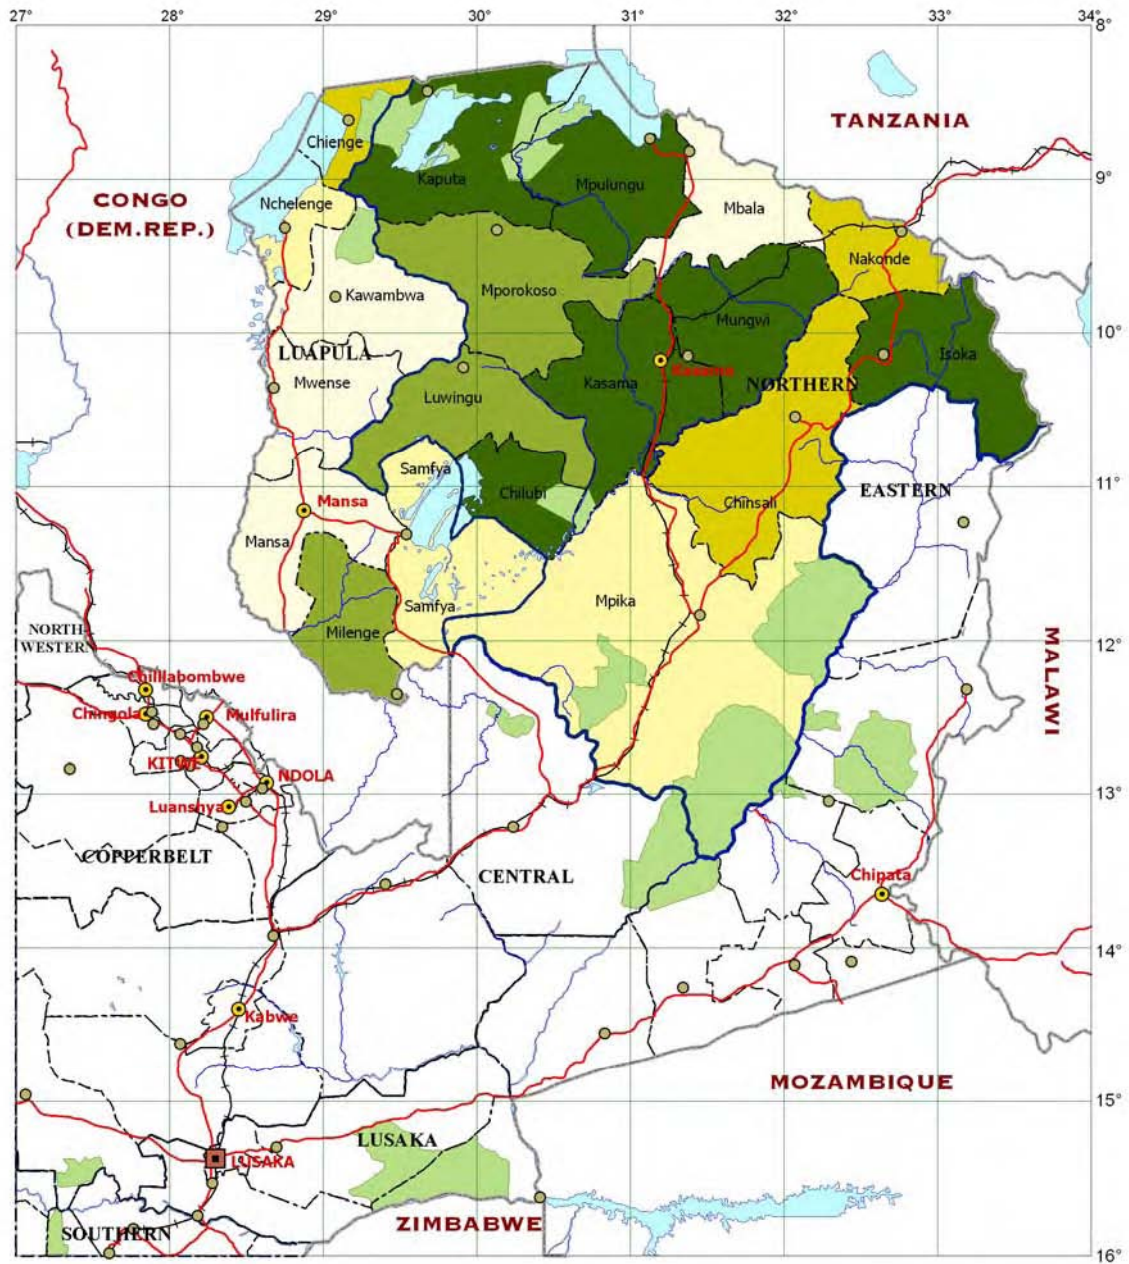 27° 28° 29° 30° 31° 32° 33° 34°
8°
TANZANIA
Chienge
9°
CONGO
(DEM.REP.)
Kaputa
Mpulungu
Nchelenge
Mbala
Nakonde
Kawambwa
Mporokoso
10°
Mungwi
LUAPULA
Isoka
Mwense
Kasama
Kasama
NORTHERN
Luwingu
Samfya
11°
Chilubi
EASTERN
Mansa
Chinsali
Mansa
Samfya
Mpika
Milenge
NORTH-
WESTERN
12°
MALAWI
Chililabombwe
Chingola
Mulfulira
KITWE
NDOLA
13°
Luanshya
COPPERBELT
CENTRAL
Chipata
14°
Kabwe
MOZAMBIQUE
15°
LUSAKA
LUSAKA
ZIMBABWE
SOUTHERN
16°